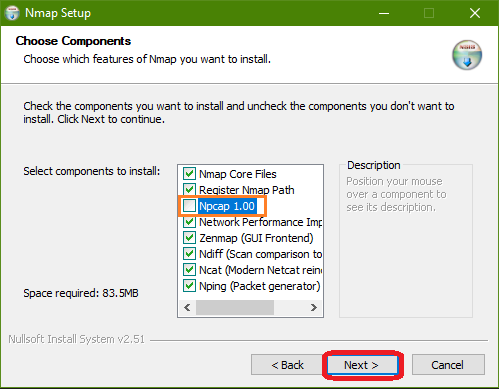 Nmap Setup
Choose Components
Choose which features of Nmap you want to install.
Check the components you want to install and uncheck the components you don't want to
install. Click Next to continue.
Select components to install:
Nmap Core Files
Register Nmap Path
Npcap 1.00
Network Performance Imp
Zenmap (GUI Frontend)
Ndiff (Scan comparison to
Ncat (Modern Netcat rein
Nping (Packet generator)
Description
Position your mouse
over a component to
see its description.
Space required: 83.5MB
Nullsoft Install System v2.51
< Back
Next >
Cancel